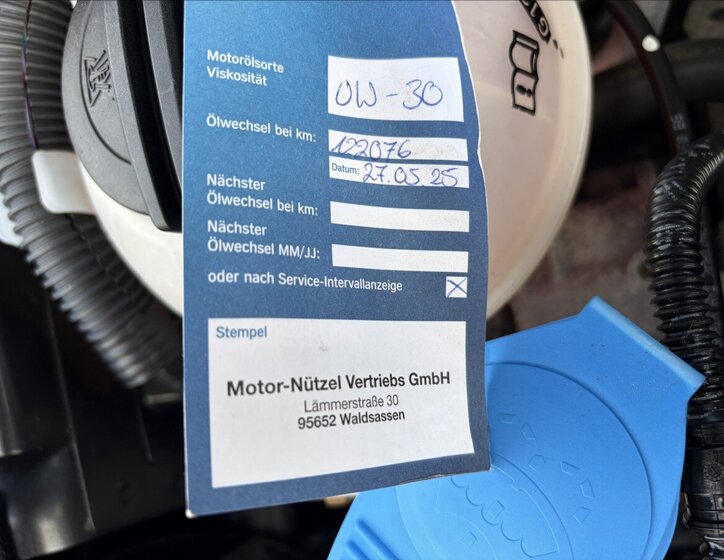 Motorölsorte
Viskosität
0W-30
Ölwechsel bei km:
122076
Datum: 27.05.25
Nächster
Ölwechsel bei km:
Nächster
Ölwechsel MM/JJ:
oder nach Service-Intervallanzeige
X
Stempel
Motor-Nützel Vertriebs GmbH
Lämmerstraße 30
95652 Waldsassen